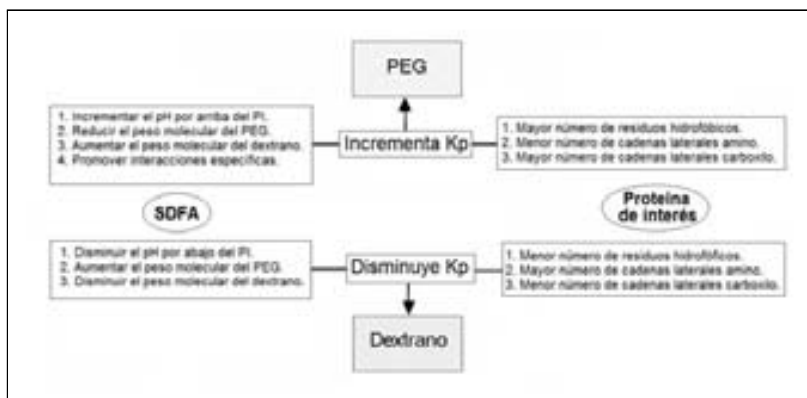 PEG
1. Incrementar el pH por arriba del PI.
2. Reducir el peso molecular del PEG.
3. Aumentar el peso molecular del dextrano.
4. Promover interacciones específicas.
Incrementa Kp
1. Mayor número de residuos hidrofóbicos.
2. Menor número de cadenas laterales amino.
3. Mayor número de cadenas laterales carboxilo.
SDFA
Proteína
de interés
1. Disminuir el pH por abajo del PI.
2. Aumentar el peso molecular del PEG.
3. Disminuir el peso molecular del dextrano.
Disminuye Kp
1. Menor número de residuos hidrofóficos.
2. Mayor número de cadenas laterales amino.
3. Menor número de cadenas laterales carboxilo.
Dextrano